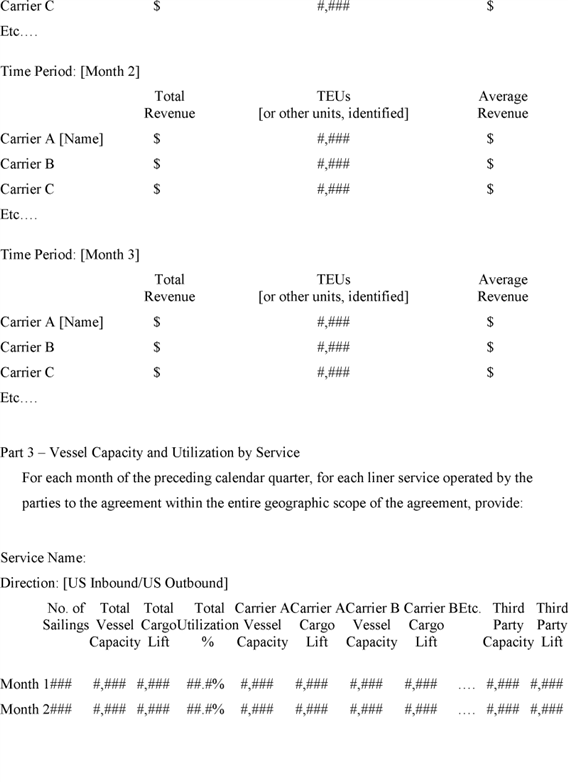 Carrier C $ #,### $
Etc….
Time Period: [Month 2]
Total TEUs Average
Revenue [or other units, identified] Revenue
Carrier A [Name] $ #,### $
Carrier B $ #,### $
Carrier C $ #,### $
Etc….
Time Period: [Month 3]
Total TEUs Average
Revenue [or other units, identified] Revenue
Carrier A [Name] $ #,### $
Carrier B $ #,### $
Carrier C $ #,### $
Etc….
Part 3 – Vessel Capacity and Utilization by Service
For each month of the preceding calendar quarter, for each liner service operated by the
parties to the agreement within the entire geographic scope of the agreement, provide:
Service Name:
Direction: [US Inbound/US Outbound]
No. of Total Total Total Carrier A Carrier A Carrier B Carrier B Etc. Third Third
Sailings Vessel Cargo Utilization Vessel Cargo Vessel Cargo Party Party
Capacity Lift % Capacity Lift Capacity Lift Capacity Lift
Month 1 ### #,### #,### ##.#% #,### #,### #,### #,### …. #,### #,###
Month 2 ### #,### #,### ##.#% #,### #,### #,### #,### …. #,### #,###